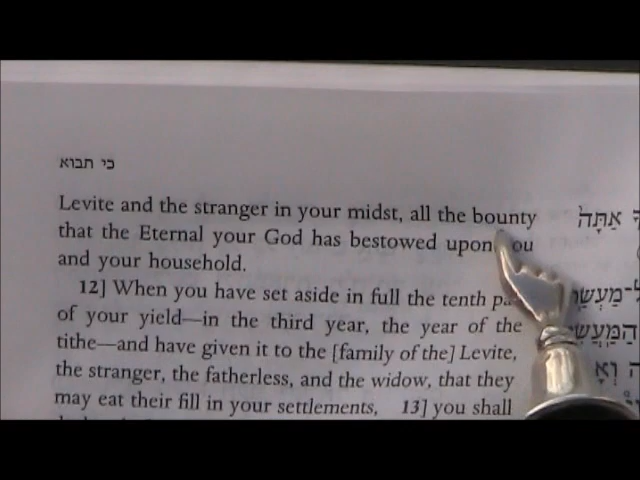 כי תבוא
Levite and the stranger in your midst, all the bounty
that the Eternal your God has bestowed upon
and your household.
12] When you have set aside in full the tenth
of your yield—in the third year, the year of the
tithe—and have given it to the [family of the] Levite,
the stranger, the fatherless, and the widow, that they
may eat their fill in your settlements, 13] you shall
אַתָּה